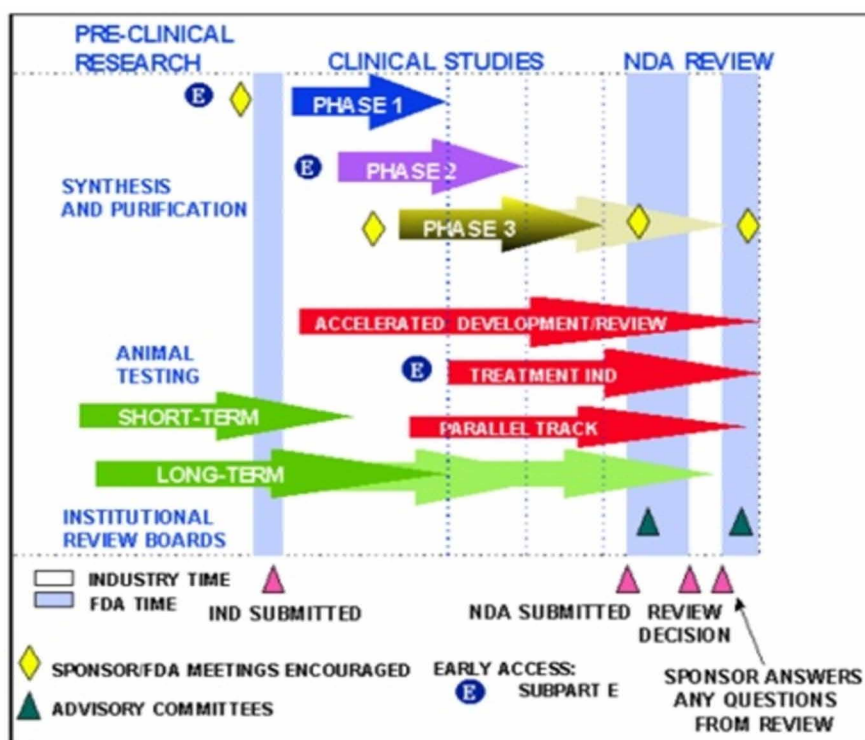 PRE-CLINICAL
RESEARCH
CLINICAL STUDIES
NDA REVIEW
E
PHASE 1
E
PHASE 2
SYNTHESIS
AND PURIFICATION
PHASE 3
ACCELERATED DEVELOPMENT/REVIEW
ANIMAL
TESTING
E
TREATMENT IND
SHORT-TERM
PARALLEL TRACK
LONG-TERM
INSTITUTIONAL
REVIEW BOARDS
INDUSTRY TIME
FDA TIME
IND SUBMITTED
NDA SUBMITTED
REVIEW
DECISION
SPONSOR/FDA MEETINGS ENCOURAGED
ADVISORY COMMITTEES
EARLY ACCESS:
E SUBPART E
SPONSOR ANSWERS
ANY QUESTIONS
FROM REVIEW